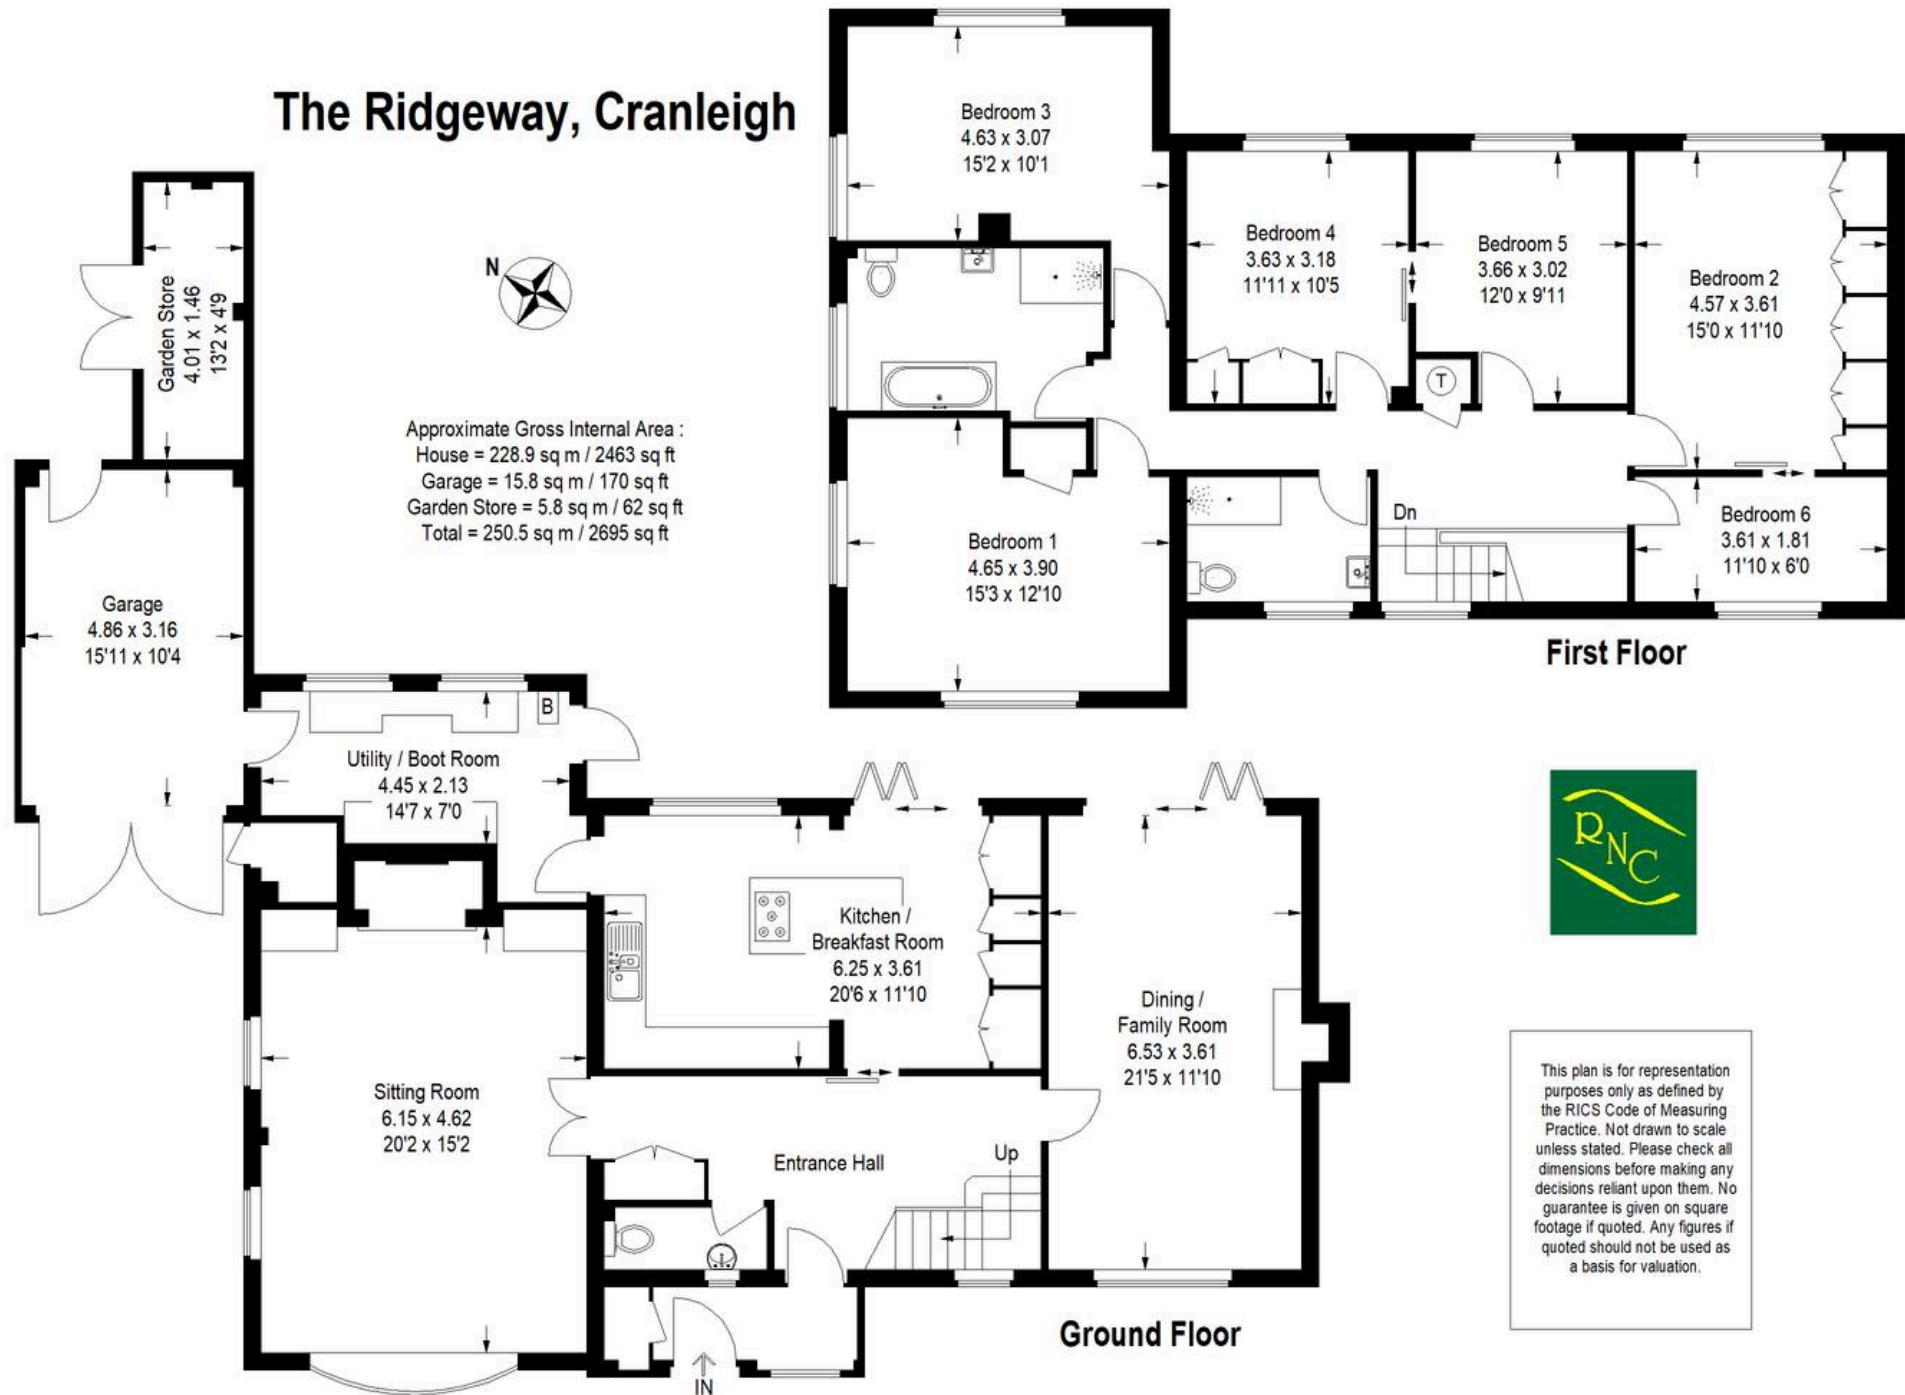 The Ridgeway, Cranleigh
N
Approximate Gross Internal Area :
House = 228.9 sq m / 2463 sq ft
Garage = 15.8 sq m / 170 sq ft
Garden Store = 5.8 sq m / 62 sq ft
Total = 250.5 sq m / 2695 sq ft
Bedroom 3
4.63 x 3.07
15'2 x 10'1
Bedroom 4
3.63 x 3.18
11'11 x 10'5
Bedroom 5
3.66 x 3.02
12'0 x 9'11
Bedroom 2
4.57 x 3.61
15'0 x 11'10
T
Bedroom 1
4.65 x 3.90
15'3 x 12'10
Dn
Bedroom 6
3.61 x 1.81
11'10 x 6'0
First Floor
Garden Store
4.01 x 1.46
13'2 x 4'9
Garage
4.86 x 3.16
15'11 x 10'4
B
Utility / Boot Room
4.45 x 2.13
14'7 x 7'0
Kitchen /
Breakfast Room
6.25 x 3.61
20'6 x 11'10
Dining /
Family Room
6.53 x 3.61
21'5 x 11'10
Sitting Room
6.15 x 4.62
20'2 x 15'2
Entrance Hall
Up
IN
Ground Floor
RNC
This plan is for representation
purposes only as defined by
the RICS Code of Measuring
Practice. Not drawn to scale
unless stated. Please check all
dimensions before making any
decisions reliant upon them. No
guarantee is given on square
footage if quoted. Any figures if
quoted should not be used as
a basis for valuation.